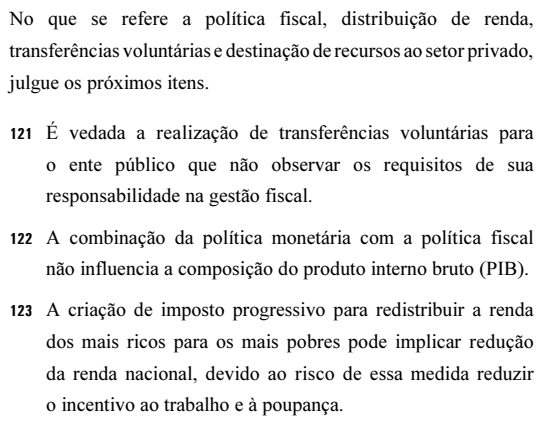 No que se refere a política fiscal, distribuição de renda,
transferências voluntárias e destinação de recursos ao setor privado,
julgue os próximos itens.
121 É vedada a realização de transferências voluntárias para
o ente público que não observar os requisitos de sua
responsabilidade na gestão fiscal.
122 A combinação da política monetária com a política fiscal
não influencia a composição do produto interno bruto (PIB).
123 A criação de imposto progressivo para redistribuir a renda
dos mais ricos para os mais pobres pode implicar redução
da renda nacional, devido ao risco de essa medida reduzir
o incentivo ao trabalho e à poupança.